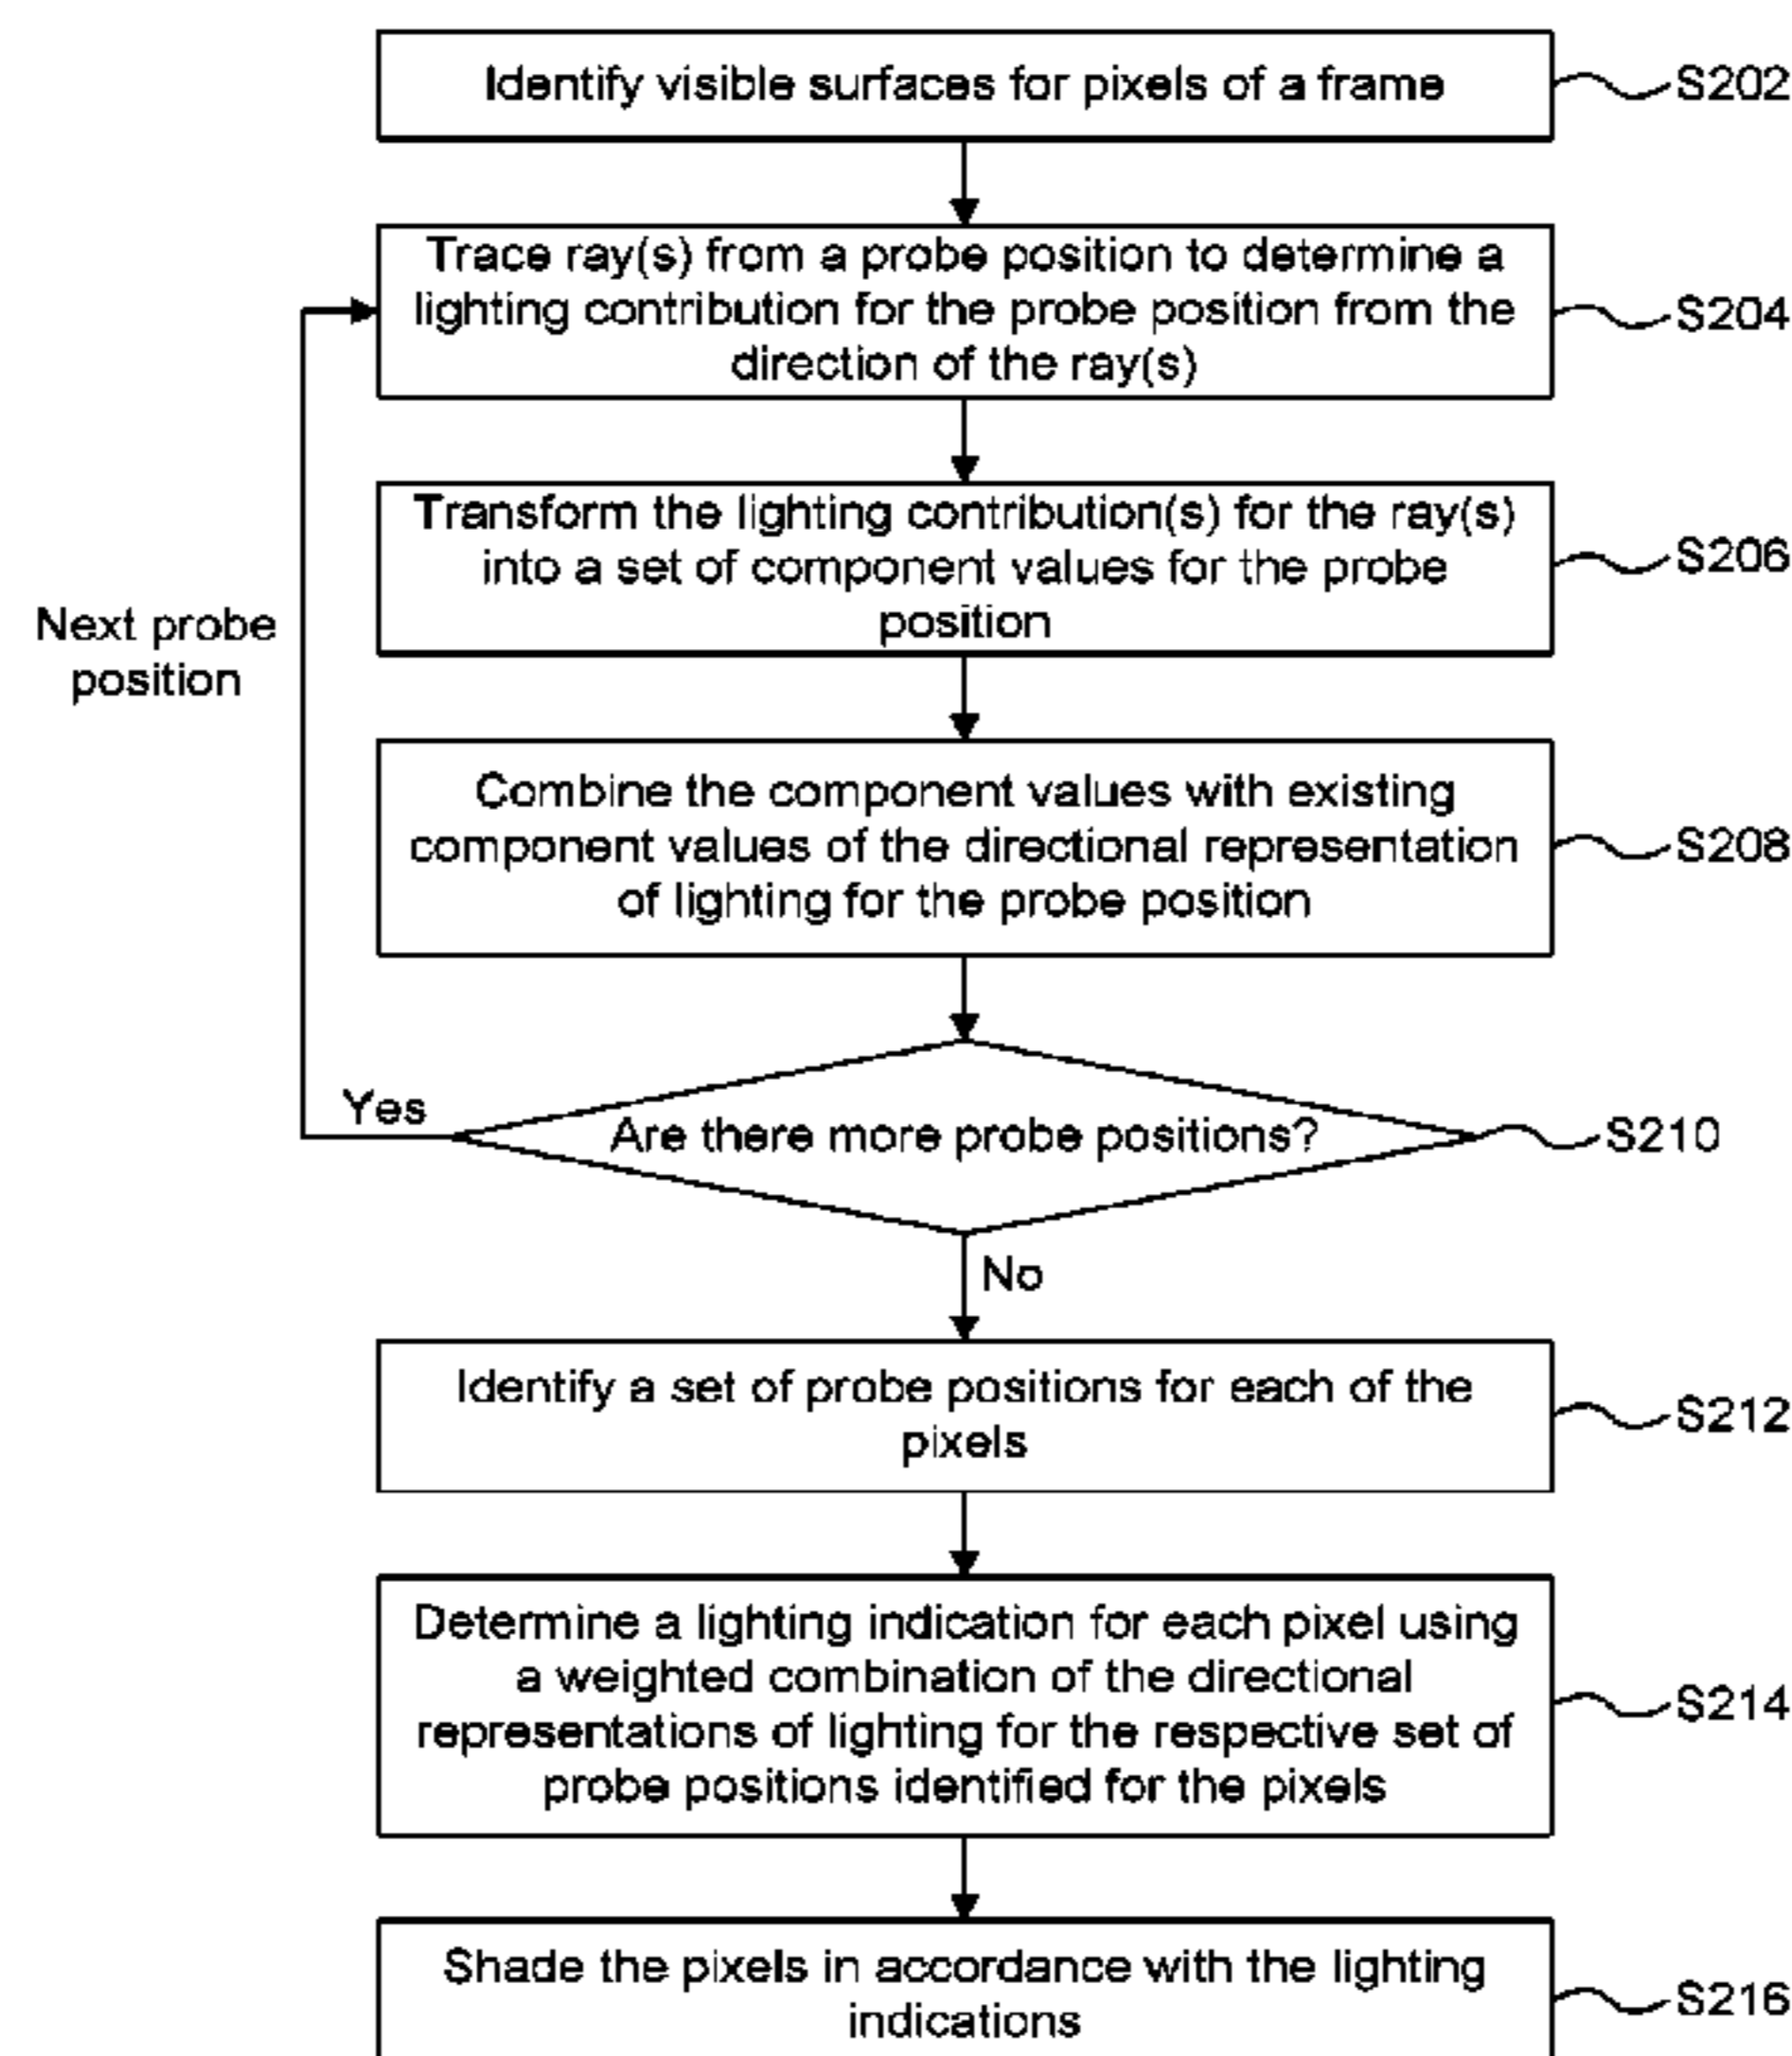 Identify visible surfaces for pixels of a frame
S202
Trace ray(s) from a probe position to determine a
lighting contribution for the probe position from the
direction of the ray(s)
S204
Transform the lighting contribution(s) for the ray(s)
into a set of component values for the probe
position
S206
Next probe
position
Combine the component values with existing
component values of the directional representation
of lighting for the probe position
S208
Yes
Are there more probe positions?
S210
No
Identify a set of probe positions for each of the
pixels
S212
Determine a lighting indication for each pixel using
a weighted combination of the directional
representations of lighting for the respective set of
probe positions identified for the pixels
S214
Shade the pixels in accordance with the lighting
indications
S216